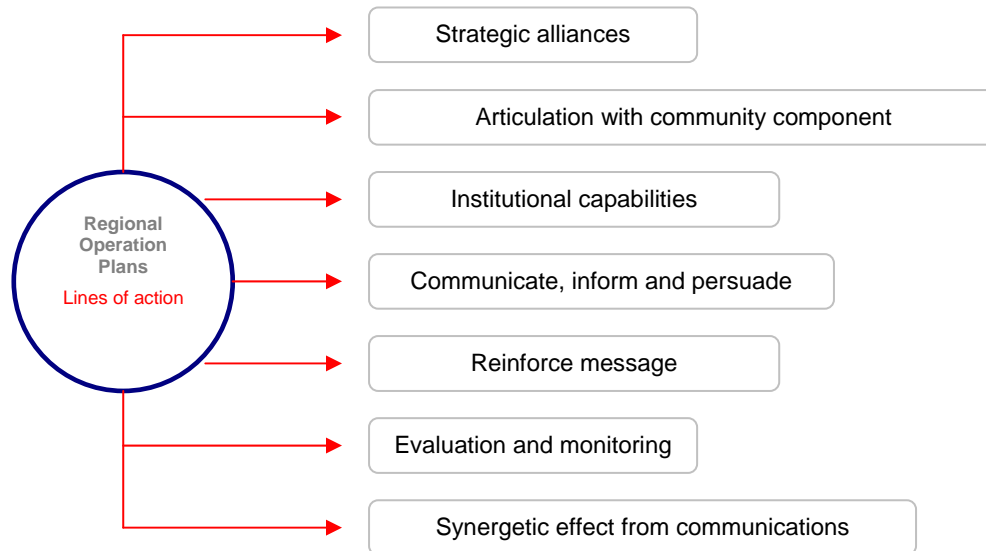 Strategic alliances
Articulation with community component
Institutional capabilities
Regional
Operation
Plans
Lines of action
Communicate, inform and persuade
Reinforce message
Evaluation and monitoring
Synergetic effect from communications